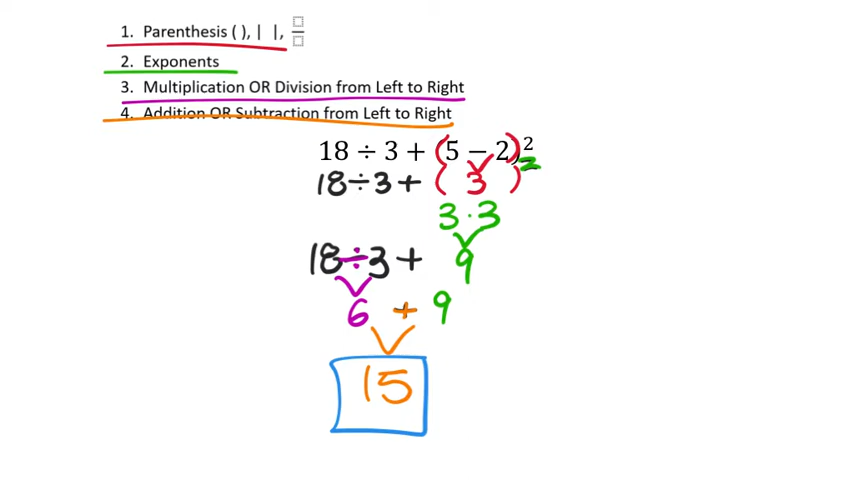 1. Parenthesis ( ), | |, ▯/▯
2. Exponents
3. Multiplication OR Division from Left to Right
4. Addition OR Subtraction from Left to Right
18 ÷ 3 + (5 − 2)²
18÷3+ ( 3 )²
3·3
18÷3+ 9
6 + 9
15